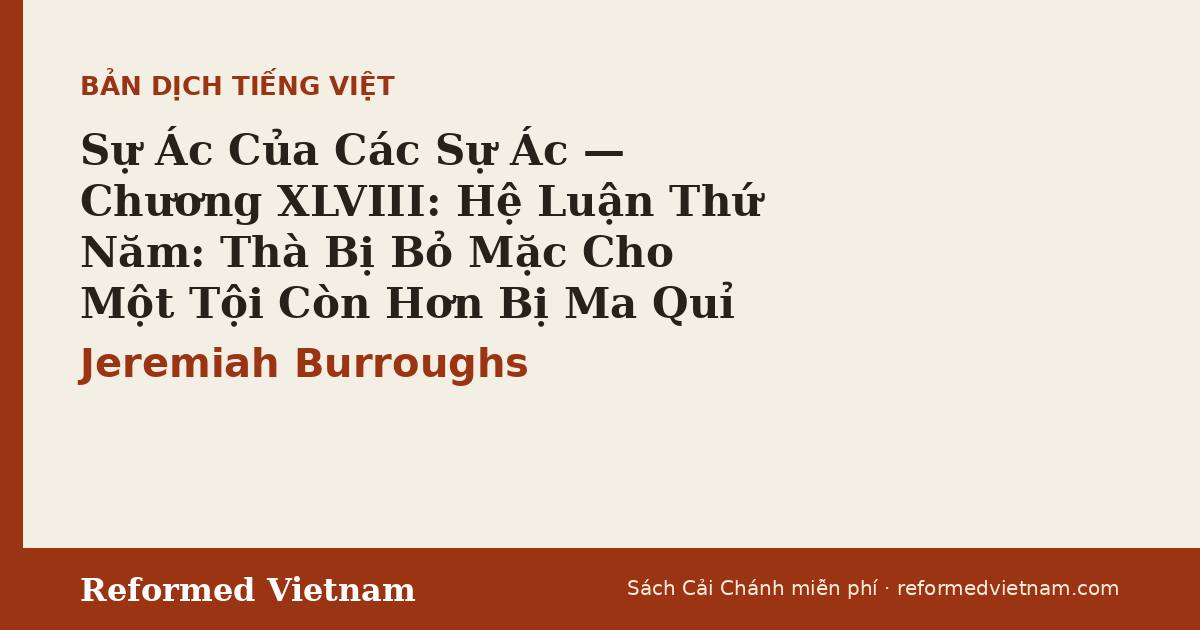 BẢN DỊCH TIẾNG VIỆT
Sự Ác Của Các Sự Ác —
Chương XLVIII: Hệ Luận Thứ
Năm: Thà Bị Bỏ Mặc Cho
Một Tội Còn Hơn Bị Ma Quỉ
Jeremiah Burroughs
Reformed Vietnam
Sách Cải Chánh miễn phí · reformedvietnam.com